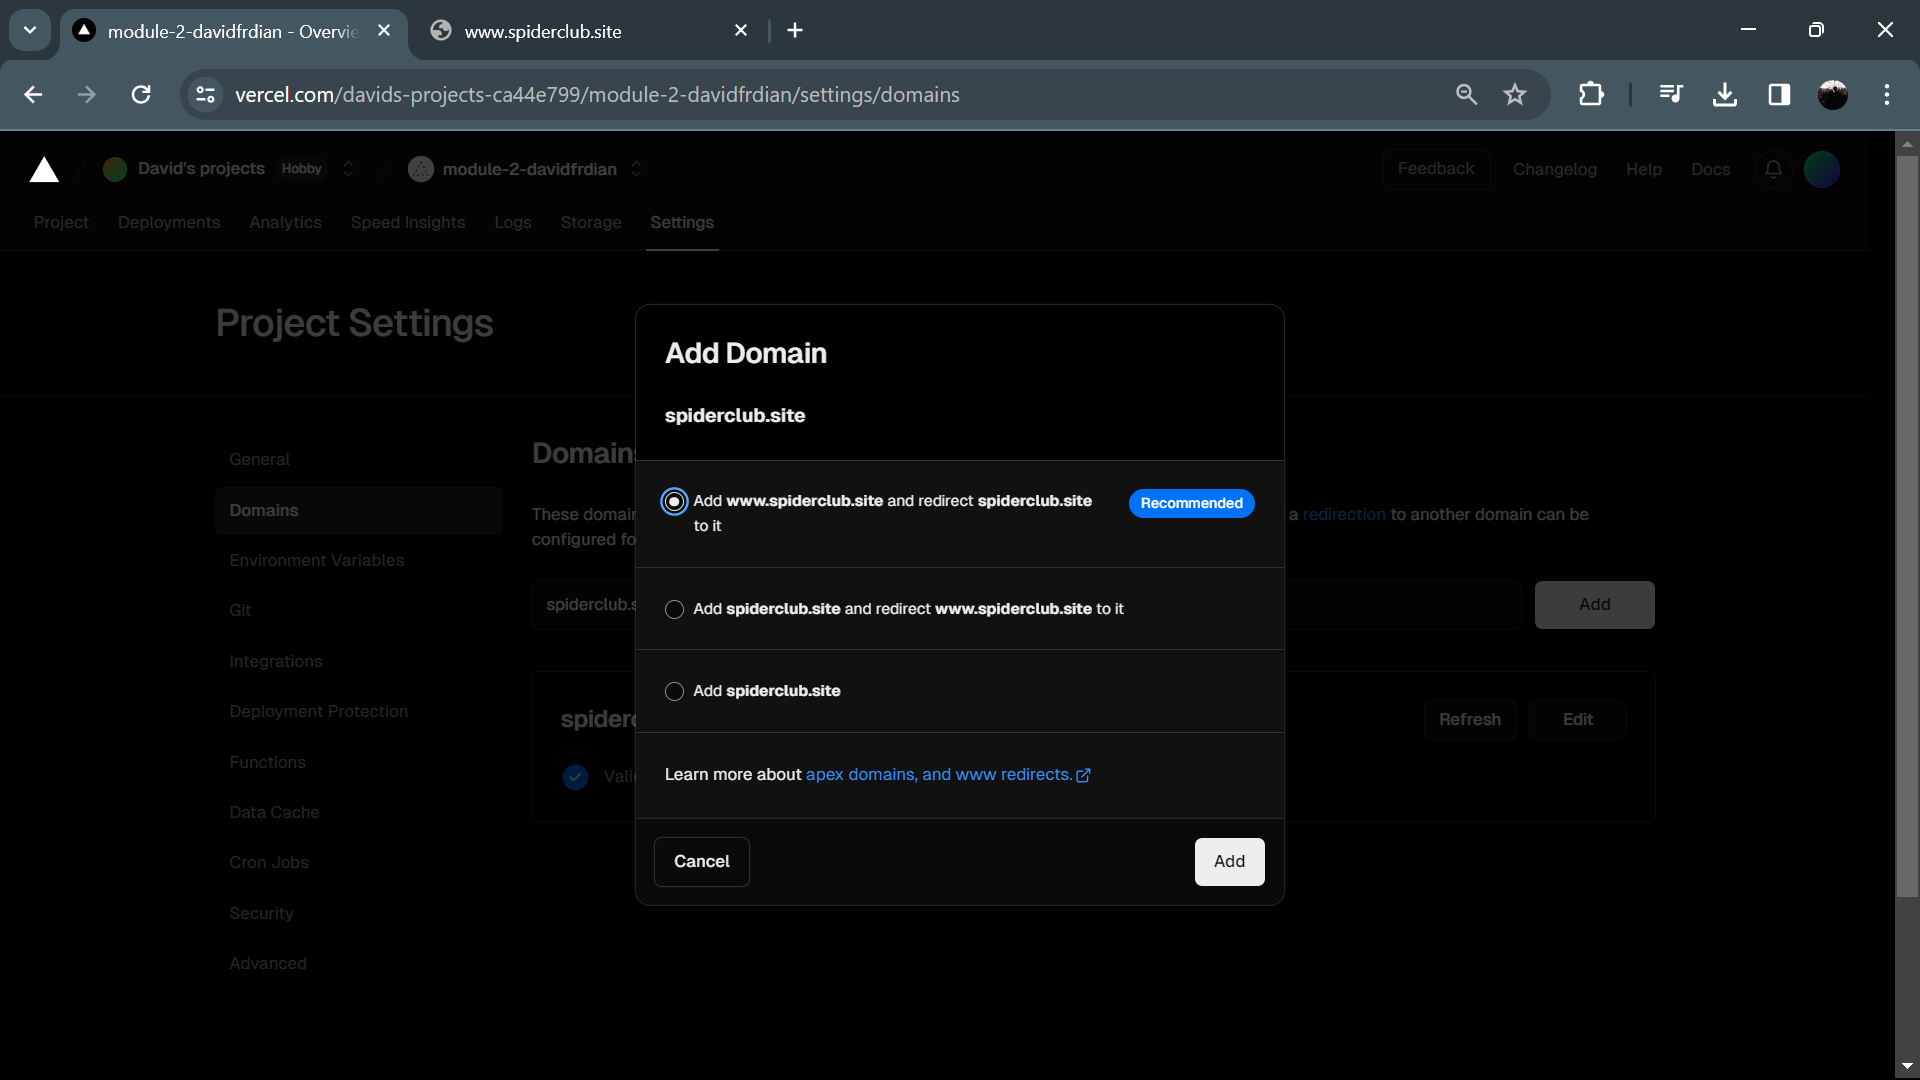 module-2-davidfrdian - Overvie
www.spiderclub.site
vercel.com/davids-projects-ca44e799/module-2-davidfrdian/settings/domains
David's projects Hobby module-2-davidfrdian Feedback Changelog Help Docs
Project Deployments Analytics Speed Insights Logs Storage Settings
Project Settings
General
Domains
Environment Variables
Git
Integrations
Deployment Protection
Functions
Data Cache
Cron Jobs
Security
Advanced
Domain
These domain
a redirection to another domain can be
configured fo
spiderclub.s
Add
spiderc
Refresh
Edit
Vali
Add Domain
spiderclub.site
Add www.spiderclub.site and redirect spiderclub.site
to it
Recommended
Add spiderclub.site and redirect www.spiderclub.site to it
Add spiderclub.site
Learn more about apex domains, and www redirects.
Cancel
Add